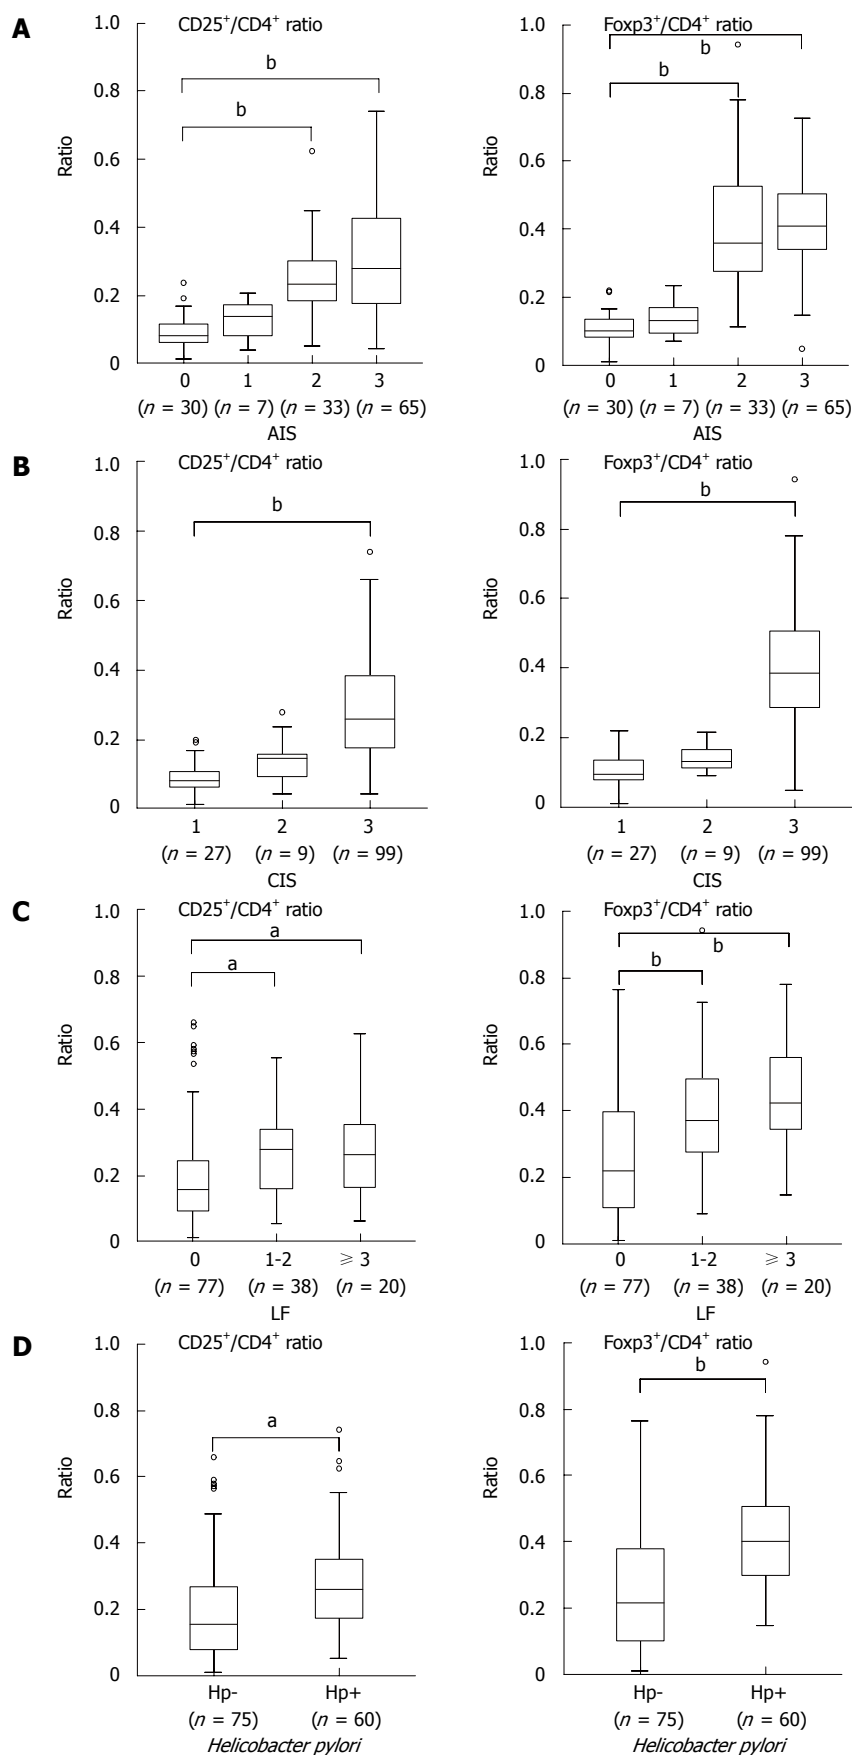 A
CD25+/CD4+ ratio
Ratio
1.0
0.8
0.6
0.4
0.2
0
b
b
0 1 2 3
(n = 30) (n = 7) (n = 33) (n = 65)
AIS
Foxp3+/CD4+ ratio
Ratio
1.0
0.8
0.6
0.4
0.2
0
b
b
0 1 2 3
(n = 30) (n = 7) (n = 33) (n = 65)
AIS
B
CD25+/CD4+ ratio
Ratio
1.0
0.8
0.6
0.4
0.2
0
b
1 2 3
(n = 27) (n = 9) (n = 99)
CIS
Foxp3+/CD4+ ratio
Ratio
1.0
0.8
0.6
0.4
0.2
0
b
1 2 3
(n = 27) (n = 9) (n = 99)
CIS
C
CD25+/CD4+ ratio
Ratio
1.0
0.8
0.6
0.4
0.2
0
a
a
0 1-2 ⩾ 3
(n = 77) (n = 38) (n = 20)
LF
Foxp3+/CD4+ ratio
Ratio
1.0
0.8
0.6
0.4
0.2
0
b
b
0 1-2 ⩾ 3
(n = 77) (n = 38) (n = 20)
LF
D
CD25+/CD4+ ratio
Ratio
1.0
0.8
0.6
0.4
0.2
0
a
Hp- Hp+
(n = 75) (n = 60)
Helicobacter pylori
Foxp3+/CD4+ ratio
Ratio
1.0
0.8
0.6
0.4
0.2
0
b
Hp- Hp+
(n = 75) (n = 60)
Helicobacter pylori